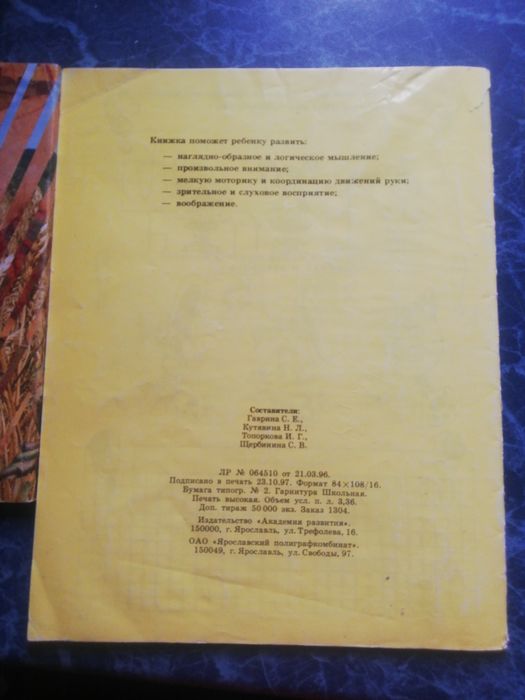 Книжка поможет ребенку развить:
— наглядно-образное и логическое мышление;
— произвольное внимание;
— мелкую моторику и координацию движений руки;
— зрительное и слуховое восприятие;
— воображение.
Составители:
Гаврина С. Е.,
Кутявина Н. Л.,
Топоркова И. Г.,
Щербинина С. В.
ЛР № 064510 от 21.03.96.
Подписано в печать 23.10.97. Формат 84×108/16.
Бумага типогр. № 2. Гарнитура Школьная.
Печать высокая. Объем усл. п. л. 3,36.
Доп. тираж 50 000 экз. Заказ 1304.
Издательство «Академия развития».
150000, г. Ярославль, ул. Трефолева, 16.
ОАО «Ярославский полиграфкомбинат».
150049, г. Ярославль, ул. Свободы, 97.